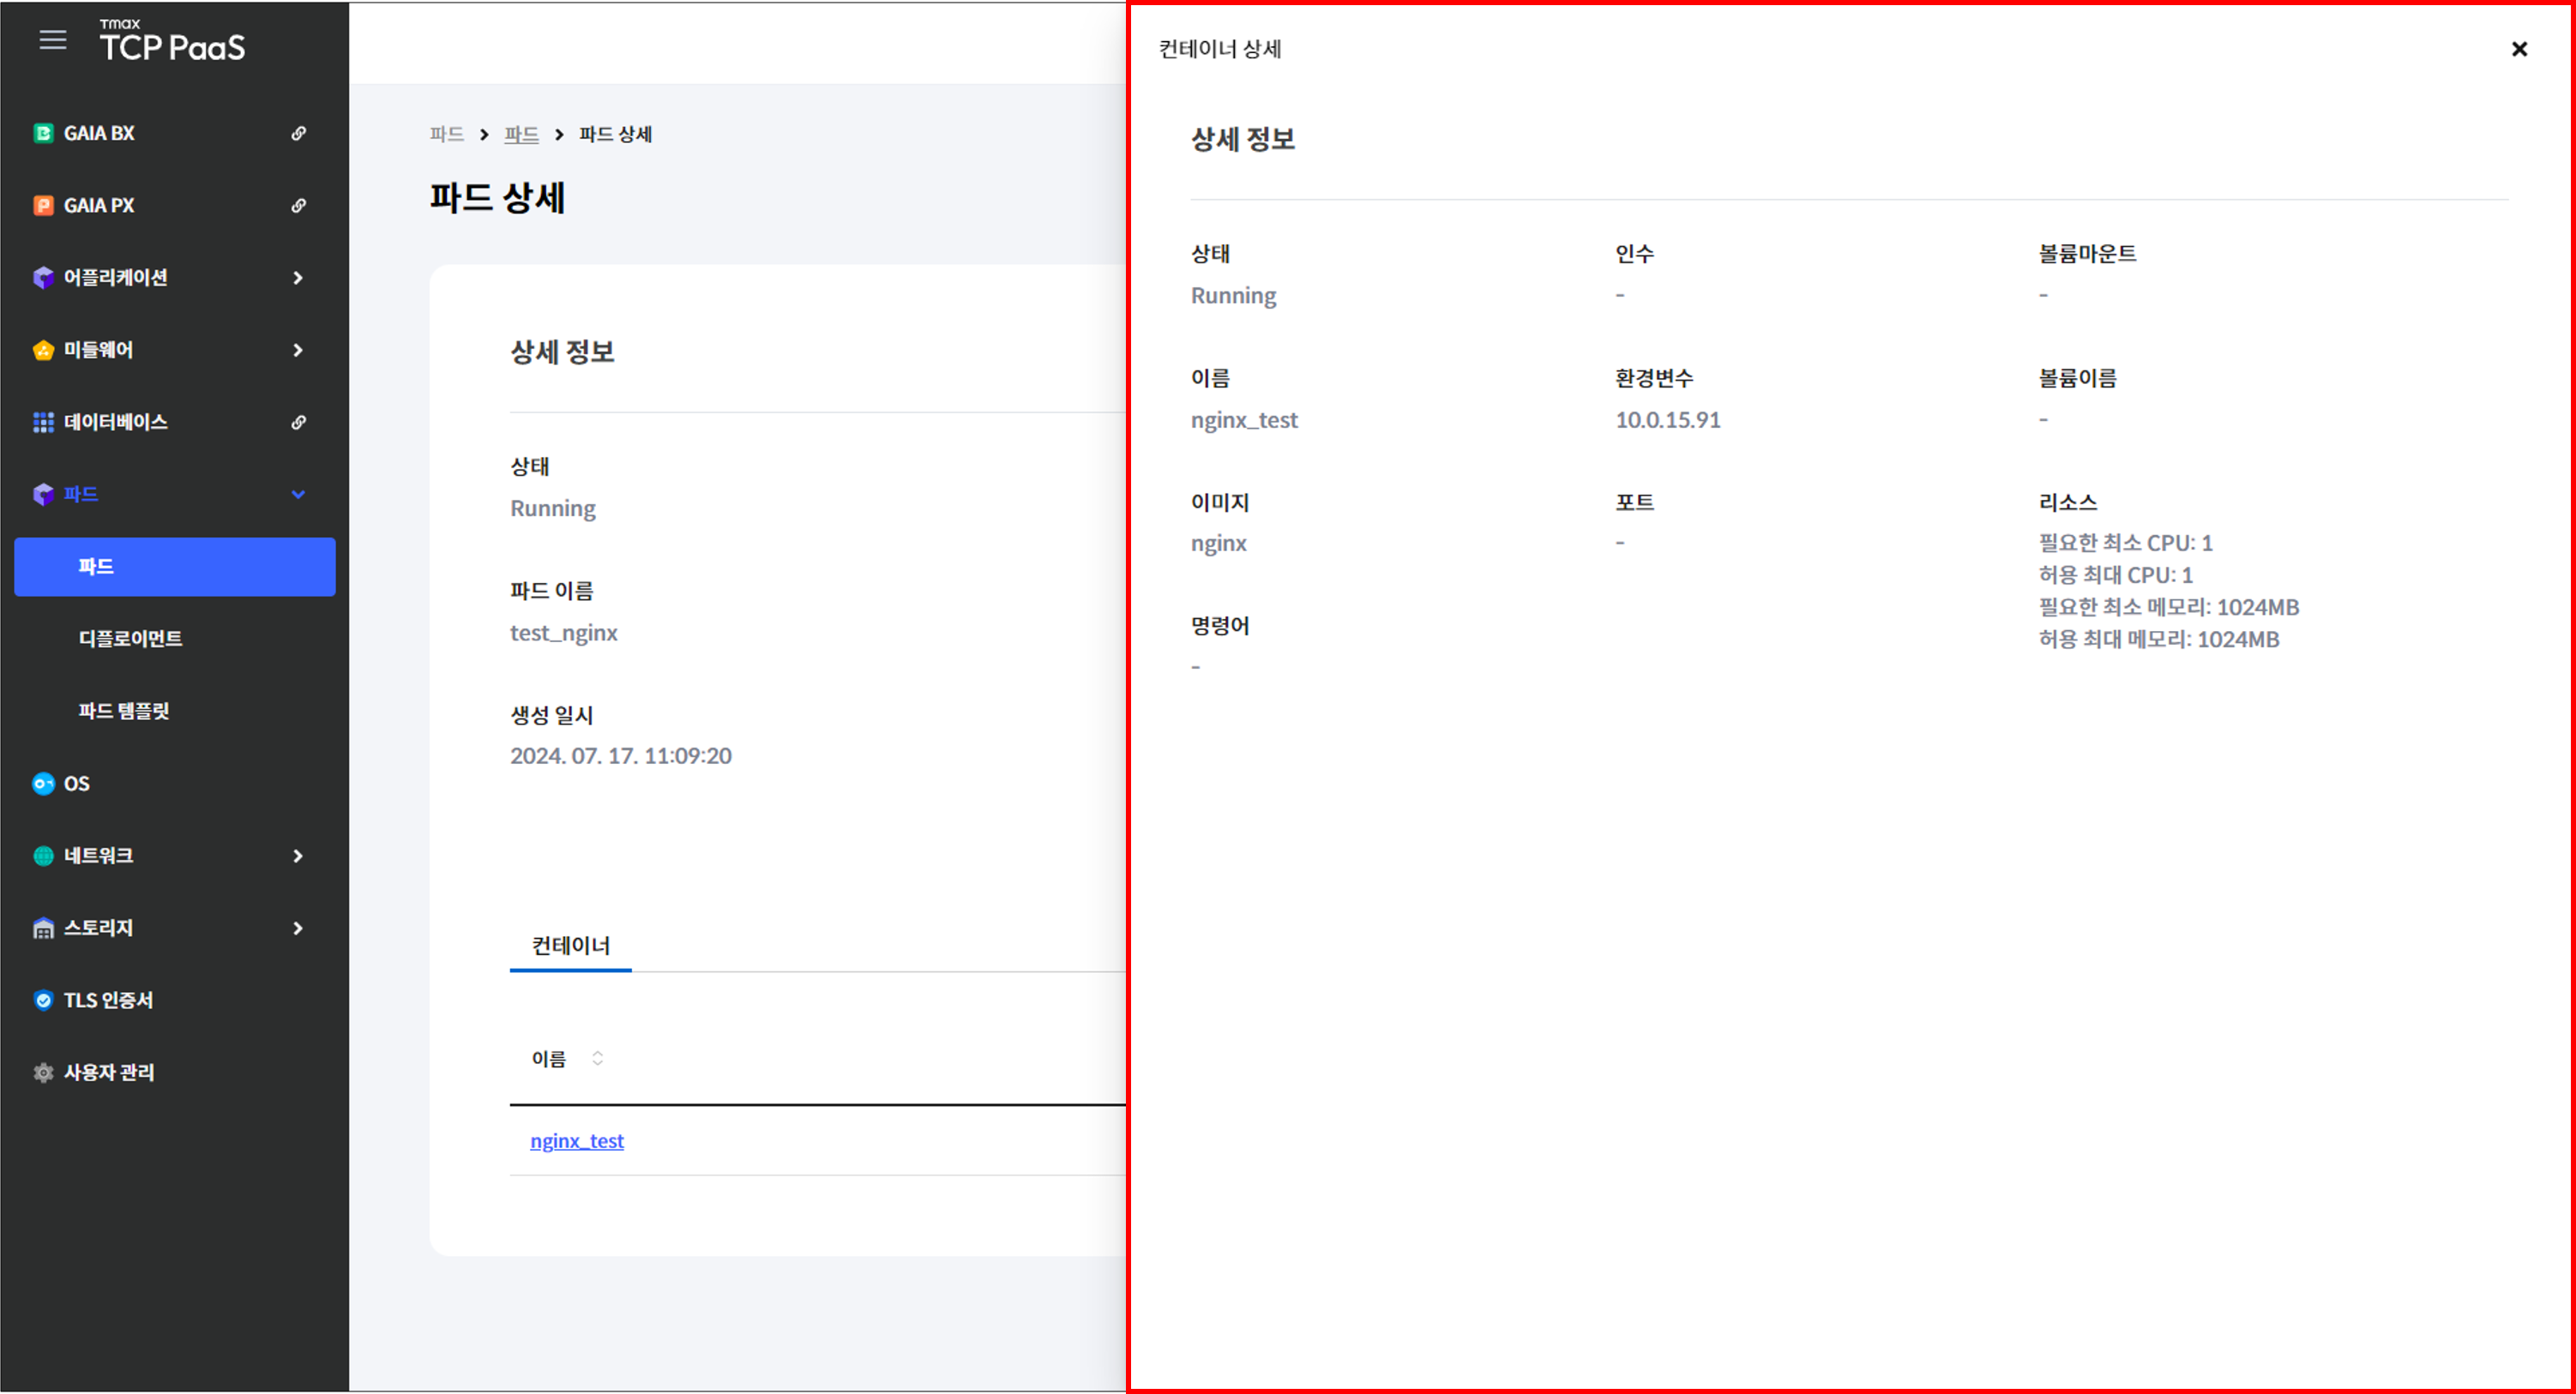 Tmax
TCP PaaS
GAIA BX
GAIA PX
어플리케이션
미들웨어
데이터베이스
파드
파드
디플로이먼트
파드 템플릿
OS
네트워크
스토리지
TLS 인증서
사용자 관리
파드 > 파드 > 파드 상세
파드 상세
상세 정보
상태
Running
파드 이름
test_nginx
생성 일시
2024. 07. 17. 11:09:20
컨테이너
이름
nginx_test
컨테이너 상세
상세 정보
상태
Running
이름
nginx_test
이미지
nginx
명령어
-
인수
-
환경변수
10.0.15.91
포트
-
볼륨마운트
-
볼륨이름
-
리소스
필요한 최소 CPU: 1
허용 최대 CPU: 1
필요한 최소 메모리: 1024MB
허용 최대 메모리: 1024MB